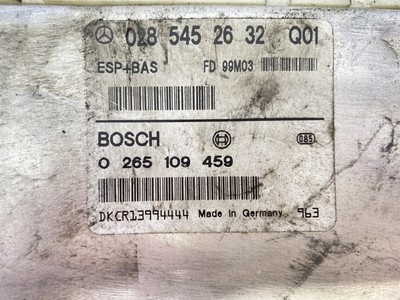 028 545 26 32 Q01
ESP+BAS FD 99M03
BOSCH
0 265 109 459
DKCR13994444 Made in Germany 963